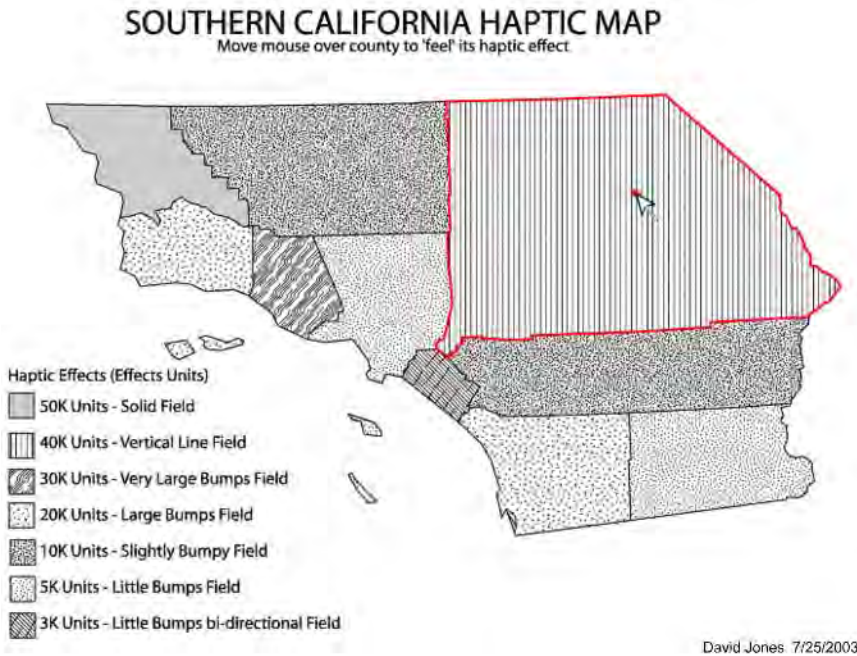 SOUTHERN CALIFORNIA HAPTIC MAP
Move mouse over county to 'feel' its haptic effect
Haptic Effects (Effects Units)
50K Units - Solid Field
40K Units - Vertical Line Field
30K Units - Very Large Bumps Field
20K Units - Large Bumps Field
10K Units - Slightly Bumpy Field
5K Units - Little Bumps Field
3K Units - Little Bumps bi-directional Field
David Jones 7/25/2003